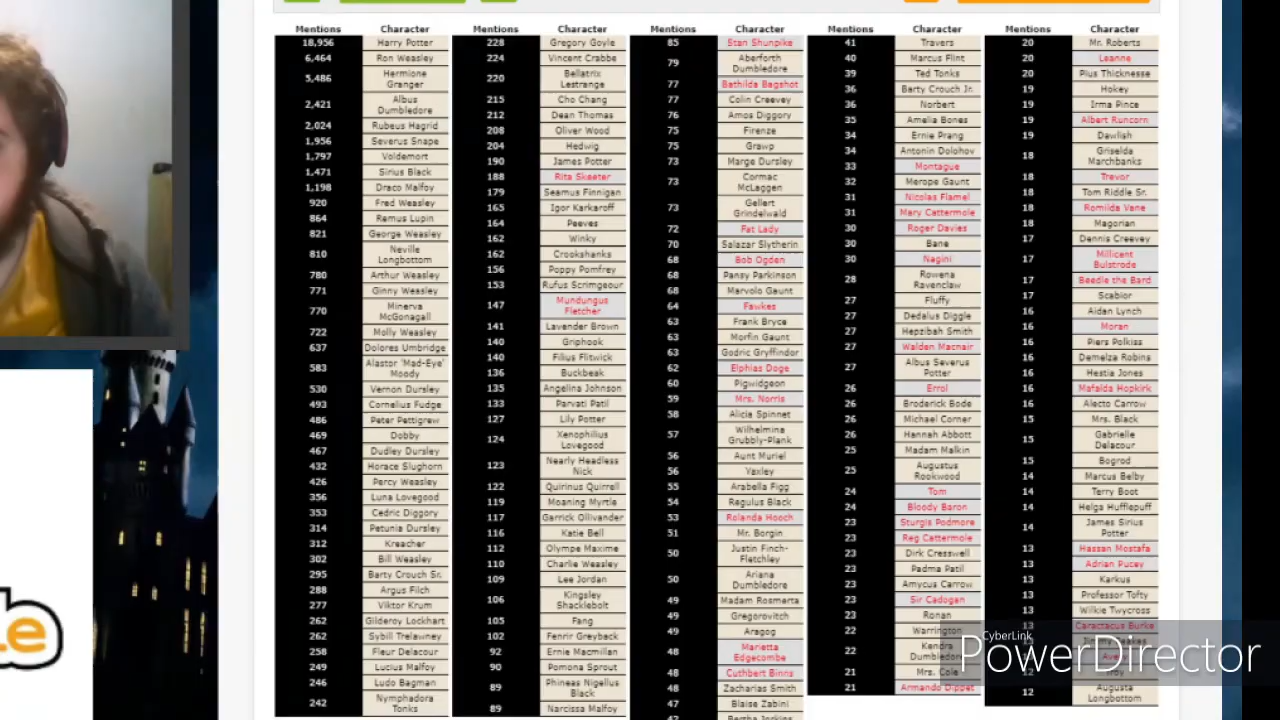 Mentions Character Mentions Character Mentions Character Mentions Character Mentions Character
18,956 Harry Potter
6,464 Ron Weasley
5,486 Hermione Granger
2,421 Albus Dumbledore
2,024 Rubeus Hagrid
1,956 Severus Snape
1,797 Voldemort
1,471 Sirius Black
1,198 Draco Malfoy
920 Fred Weasley
864 Remus Lupin
821 George Weasley
810 Neville Longbottom
780 Arthur Weasley
771 Ginny Weasley
770 Minerva McGonagall
722 Molly Weasley
637 Dolores Umbridge
583 Alastor 'Mad-Eye' Moody
530 Vernon Dursley
493 Cornelius Fudge
486 Peter Pettigrew
469 Dobby
467 Dudley Dursley
432 Horace Slughorn
426 Percy Weasley
356 Luna Lovegood
353 Cedric Diggory
314 Petunia Dursley
312 Kreacher
302 Bill Weasley
295 Barty Crouch Sr.
288 Argus Filch
277 Viktor Krum
262 Gilderoy Lockhart
262 Sybill Trelawney
258 Fleur Delacour
249 Lucius Malfoy
246 Ludo Bagman
242 Nymphadora Tonks
228 Gregory Goyle
224 Vincent Crabbe
220 Bellatrix Lestrange
215 Cho Chang
212 Dean Thomas
208 Oliver Wood
204 Hedwig
190 James Potter
188 Rita Skeeter
179 Seamus Finnigan
165 Igor Karkaroff
164 Peeves
162 Winky
162 Crookshanks
156 Poppy Pomfrey
153 Rufus Scrimgeour
147 Mundungus Fletcher
141 Lavender Brown
140 Griphook
140 Filius Flitwick
136 Buckbeak
135 Angelina Johnson
133 Parvati Patil
127 Lily Potter
124 Xenophilius Lovegood
123 Nearly Headless Nick
122 Quirinus Quirrell
119 Moaning Myrtle
117 Garrick Ollivander
116 Katie Bell
112 Olympe Maxime
110 Charlie Weasley
109 Lee Jordan
106 Kingsley Shacklebolt
105 Fang
102 Fenrir Greyback
92 Ernie Macmillan
90 Pomona Sprout
89 Phineas Nigellus Black
89 Narcissa Malfoy
85 Stan Shunpike
79 Aberforth Dumbledore
77 Bathilda Bagshot
77 Colin Creevey
76 Amos Diggory
75 Firenze
75 Grawp
73 Marge Dursley
73 Cormac McLaggen
73 Gellert Grindelwald
72 Fat Lady
70 Salazar Slytherin
68 Bob Ogden
68 Pansy Parkinson
68 Marvolo Gaunt
64 Fawkes
63 Frank Bryce
63 Morfin Gaunt
63 Godric Gryffindor
62 Elphias Doge
60 Pigwidgeon
59 Mrs. Norris
58 Alicia Spinnet
57 Wilhelmina Grubbly-Plank
56 Aunt Muriel
56 Yaxley
55 Arabella Figg
54 Regulus Black
53 Rolanda Hooch
51 Mr. Borgin
50 Justin Finch-Fletchley
50 Ariana Dumbledore
49 Madam Rosmerta
49 Gregorovitch
49 Aragog
48 Marietta Edgecombe
48 Cuthbert Binns
48 Zacharias Smith
47 Blaise Zabini
Bertha Jorkins
41 Travers
40 Marcus Flint
39 Ted Tonks
36 Barty Crouch Jr.
36 Norbert
35 Amelia Bones
34 Ernie Prang
34 Antonin Dolohov
33 Montague
32 Merope Gaunt
31 Nicolas Flamel
31 Mary Cattermole
30 Roger Davies
30 Bane
30 Nagini
28 Rowena Ravenclaw
27 Fluffy
27 Dedalus Diggle
27 Hepzibah Smith
27 Walden Macnair
27 Albus Severus Potter
26 Errol
26 Broderick Bode
26 Michael Corner
26 Hannah Abbott
25 Madam Malkin
25 Augustus Rookwood
24 Tom
24 Bloody Baron
23 Sturgis Podmore
23 Reg Cattermole
23 Dirk Cresswell
23 Padma Patil
23 Amycus Carrow
23 Sir Cadogan
23 Ronan
22 Warrington
22 Kendra Dumbledore
21 Mrs. Cole
21 Armando Dippet
20 Mr. Roberts
20 Leanne
20 Pius Thicknesse
19 Hokey
19 Irma Pince
19 Albert Runcorn
19 Dawlish
18 Griselda Marchbanks
18 Trevor
18 Tom Riddle Sr.
18 Romilda Vane
18 Magorian
17 Dennis Creevey
17 Millicent Bulstrode
17 Beedle the Bard
17 Scabior
16 Aidan Lynch
16 Moran
16 Piers Polkiss
16 Demelza Robins
16 Hestia Jones
16 Mafalda Hopkirk
16 Alecto Carrow
15 Mrs. Black
15 Gabrielle Delacour
15 Bogrod
14 Marcus Belby
14 Terry Boot
14 Helga Hufflepuff
14 James Sirius Potter
13 Hassan Mostafa
13 Adrian Pucey
13 Karkus
13 Professor Tofty
13 Wilkie Twycross
13 Caractacus Burke
12 Augusta Longbottom
CyberLink
PowerDirector